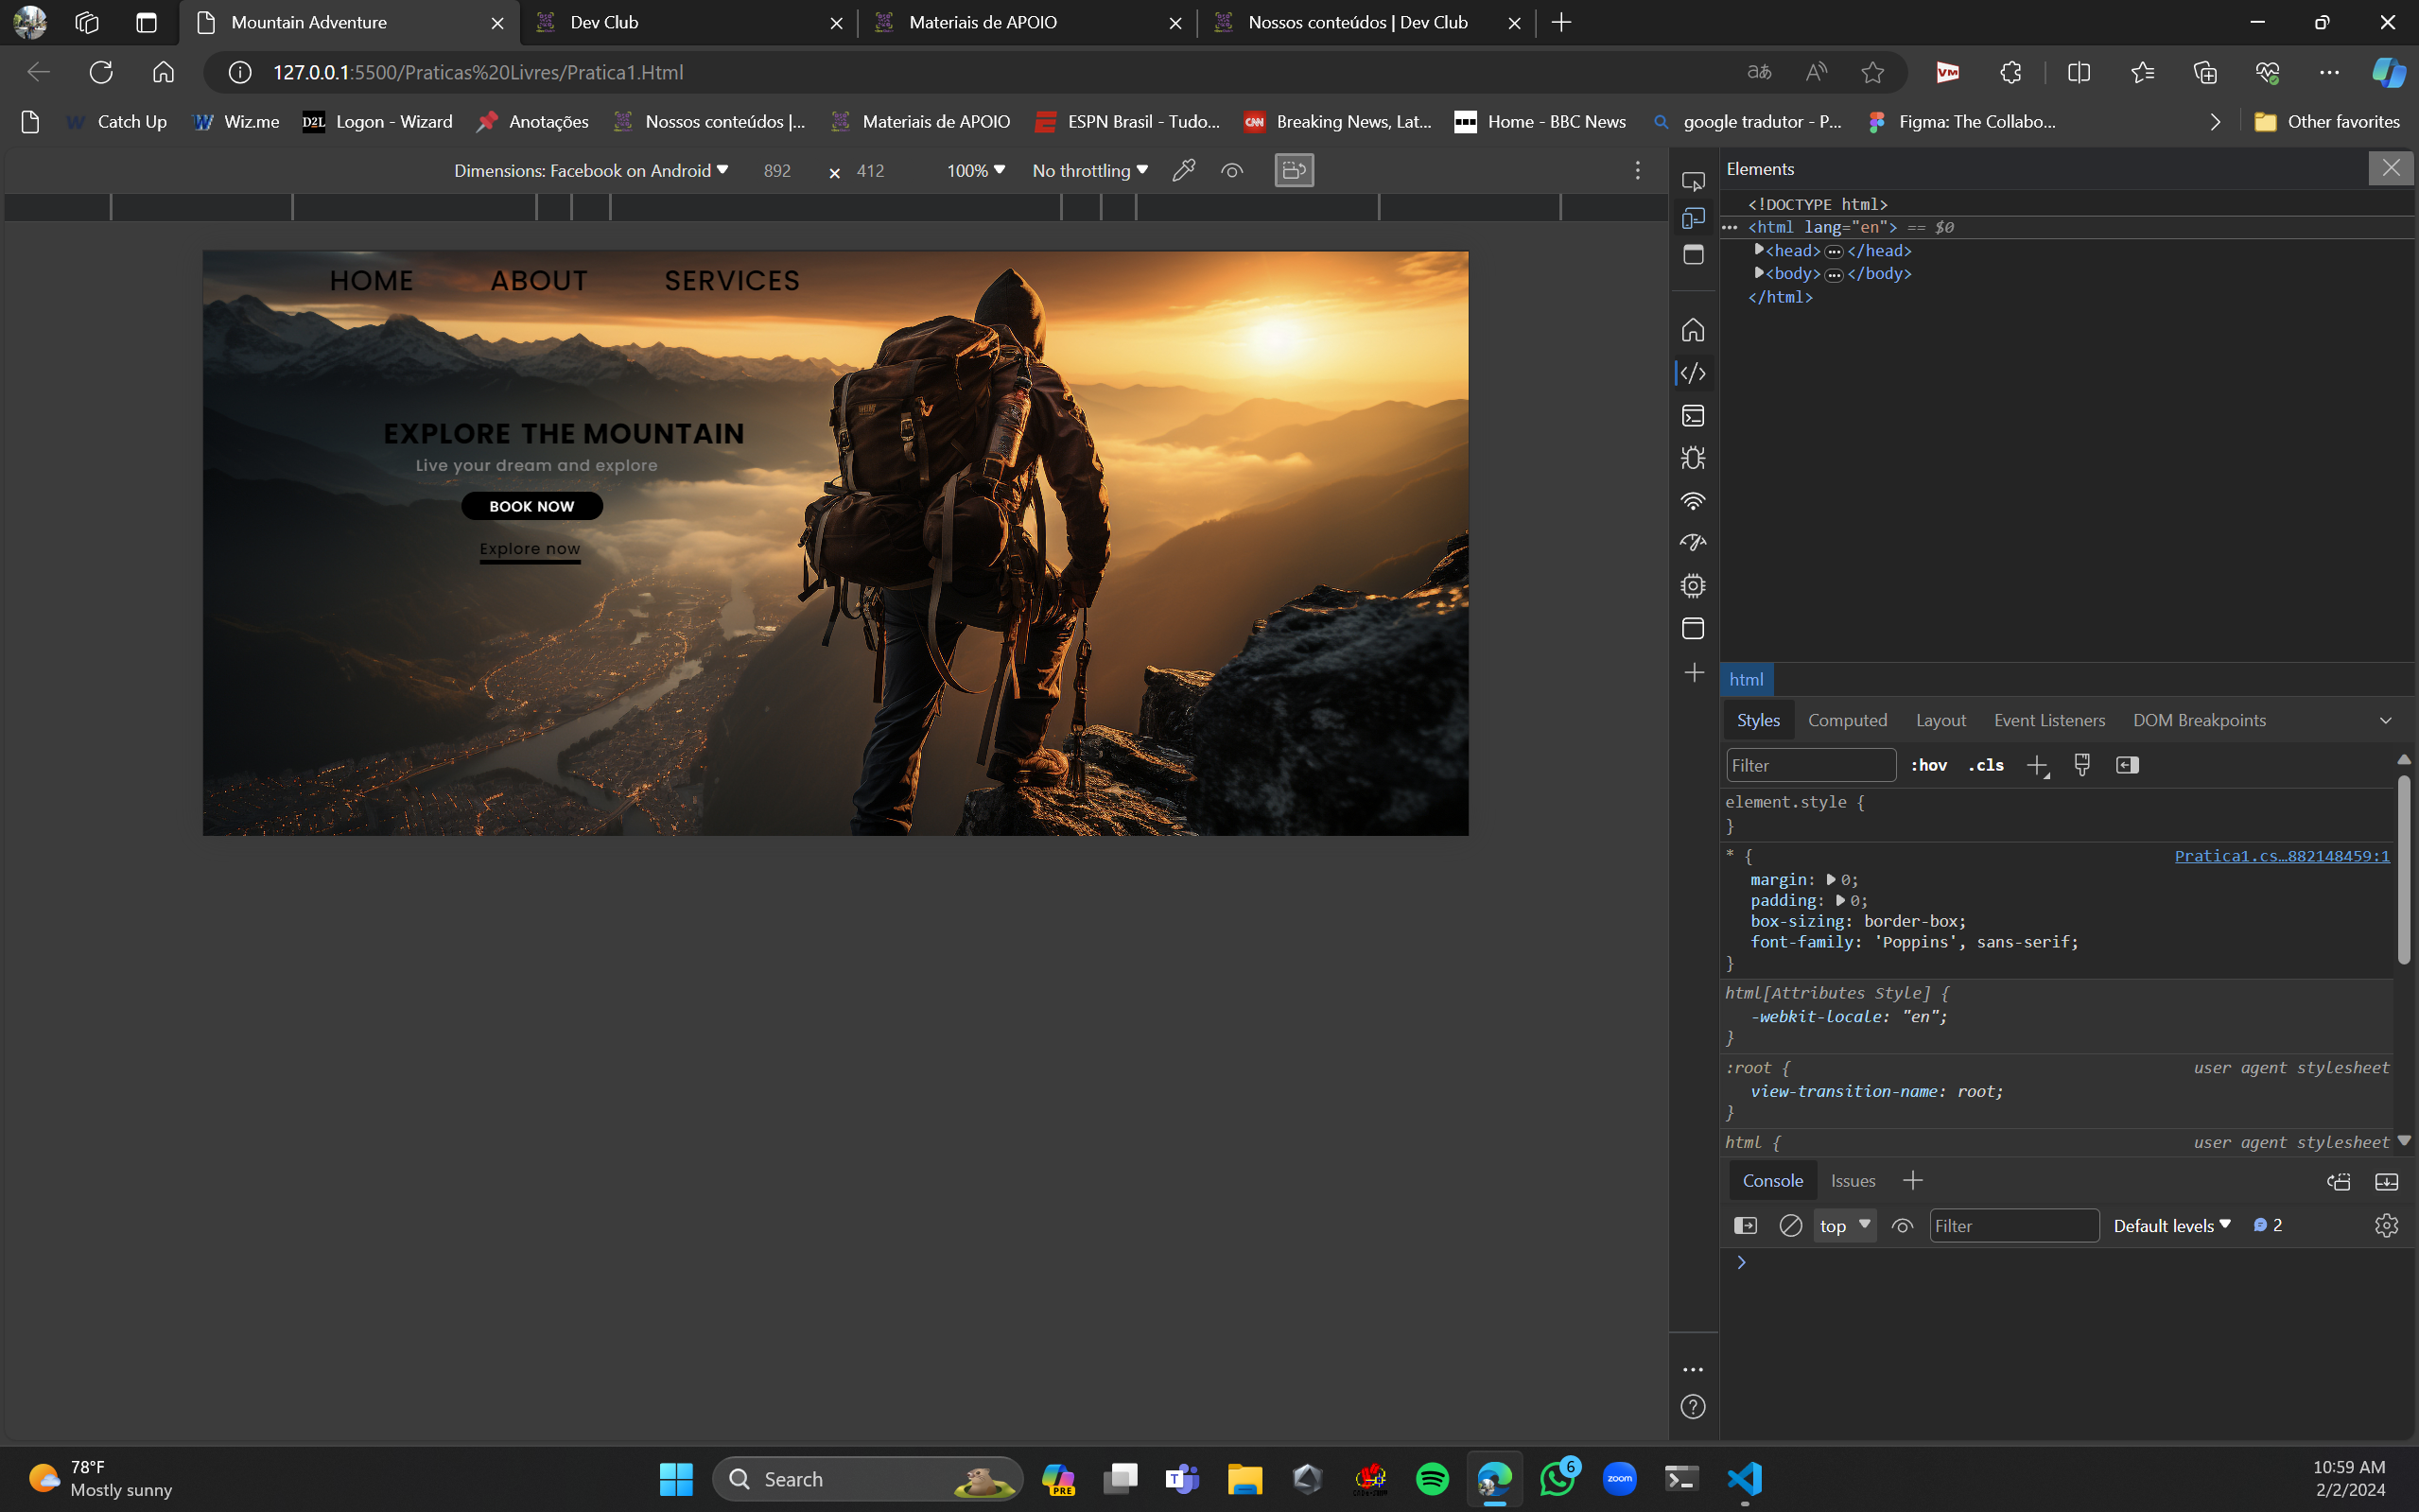 Mountain Adventure
Dev Club
Materiais de APOIO
Nossos conteúdos | Dev Club
127.0.0.1:5500/Praticas%20Livres/Pratica1.Html
Catch Up
Wiz.me
D2L
Logon - Wizard
Anotações
Nossos conteúdos |...
Materiais de APOIO
ESPN Brasil - Tudo...
CNN
Breaking News, Lat...
Home - BBC News
google tradutor - P...
Figma: The Collabo...
Other favorites
Dimensions: Facebook on Android
892
×
412
100%
No throttling
HOME
ABOUT
SERVICES
EXPLORE THE MOUNTAIN
Live your dream and explore
BOOK NOW
Explore now
Elements
<!DOCTYPE html>
<html lang="en"> == $0
<head>…</head>
<body>…</body>
</html>
html
Styles
Computed
Layout
Event Listeners
DOM Breakpoints
Filter
:hov
.cls
element.style {
}
* {
Pratica1.cs…882148459:1
margin: 0;
padding: 0;
box-sizing: border-box;
font-family: 'Poppins', sans-serif;
}
html[Attributes Style] {
-webkit-locale: "en";
}
:root {
user agent stylesheet
view-transition-name: root;
}
html {
user agent stylesheet
Console
Issues
top
Filter
Default levels
2
78°F
Mostly sunny
Search
PRE
6
zoom
10:59 AM
2/2/2024